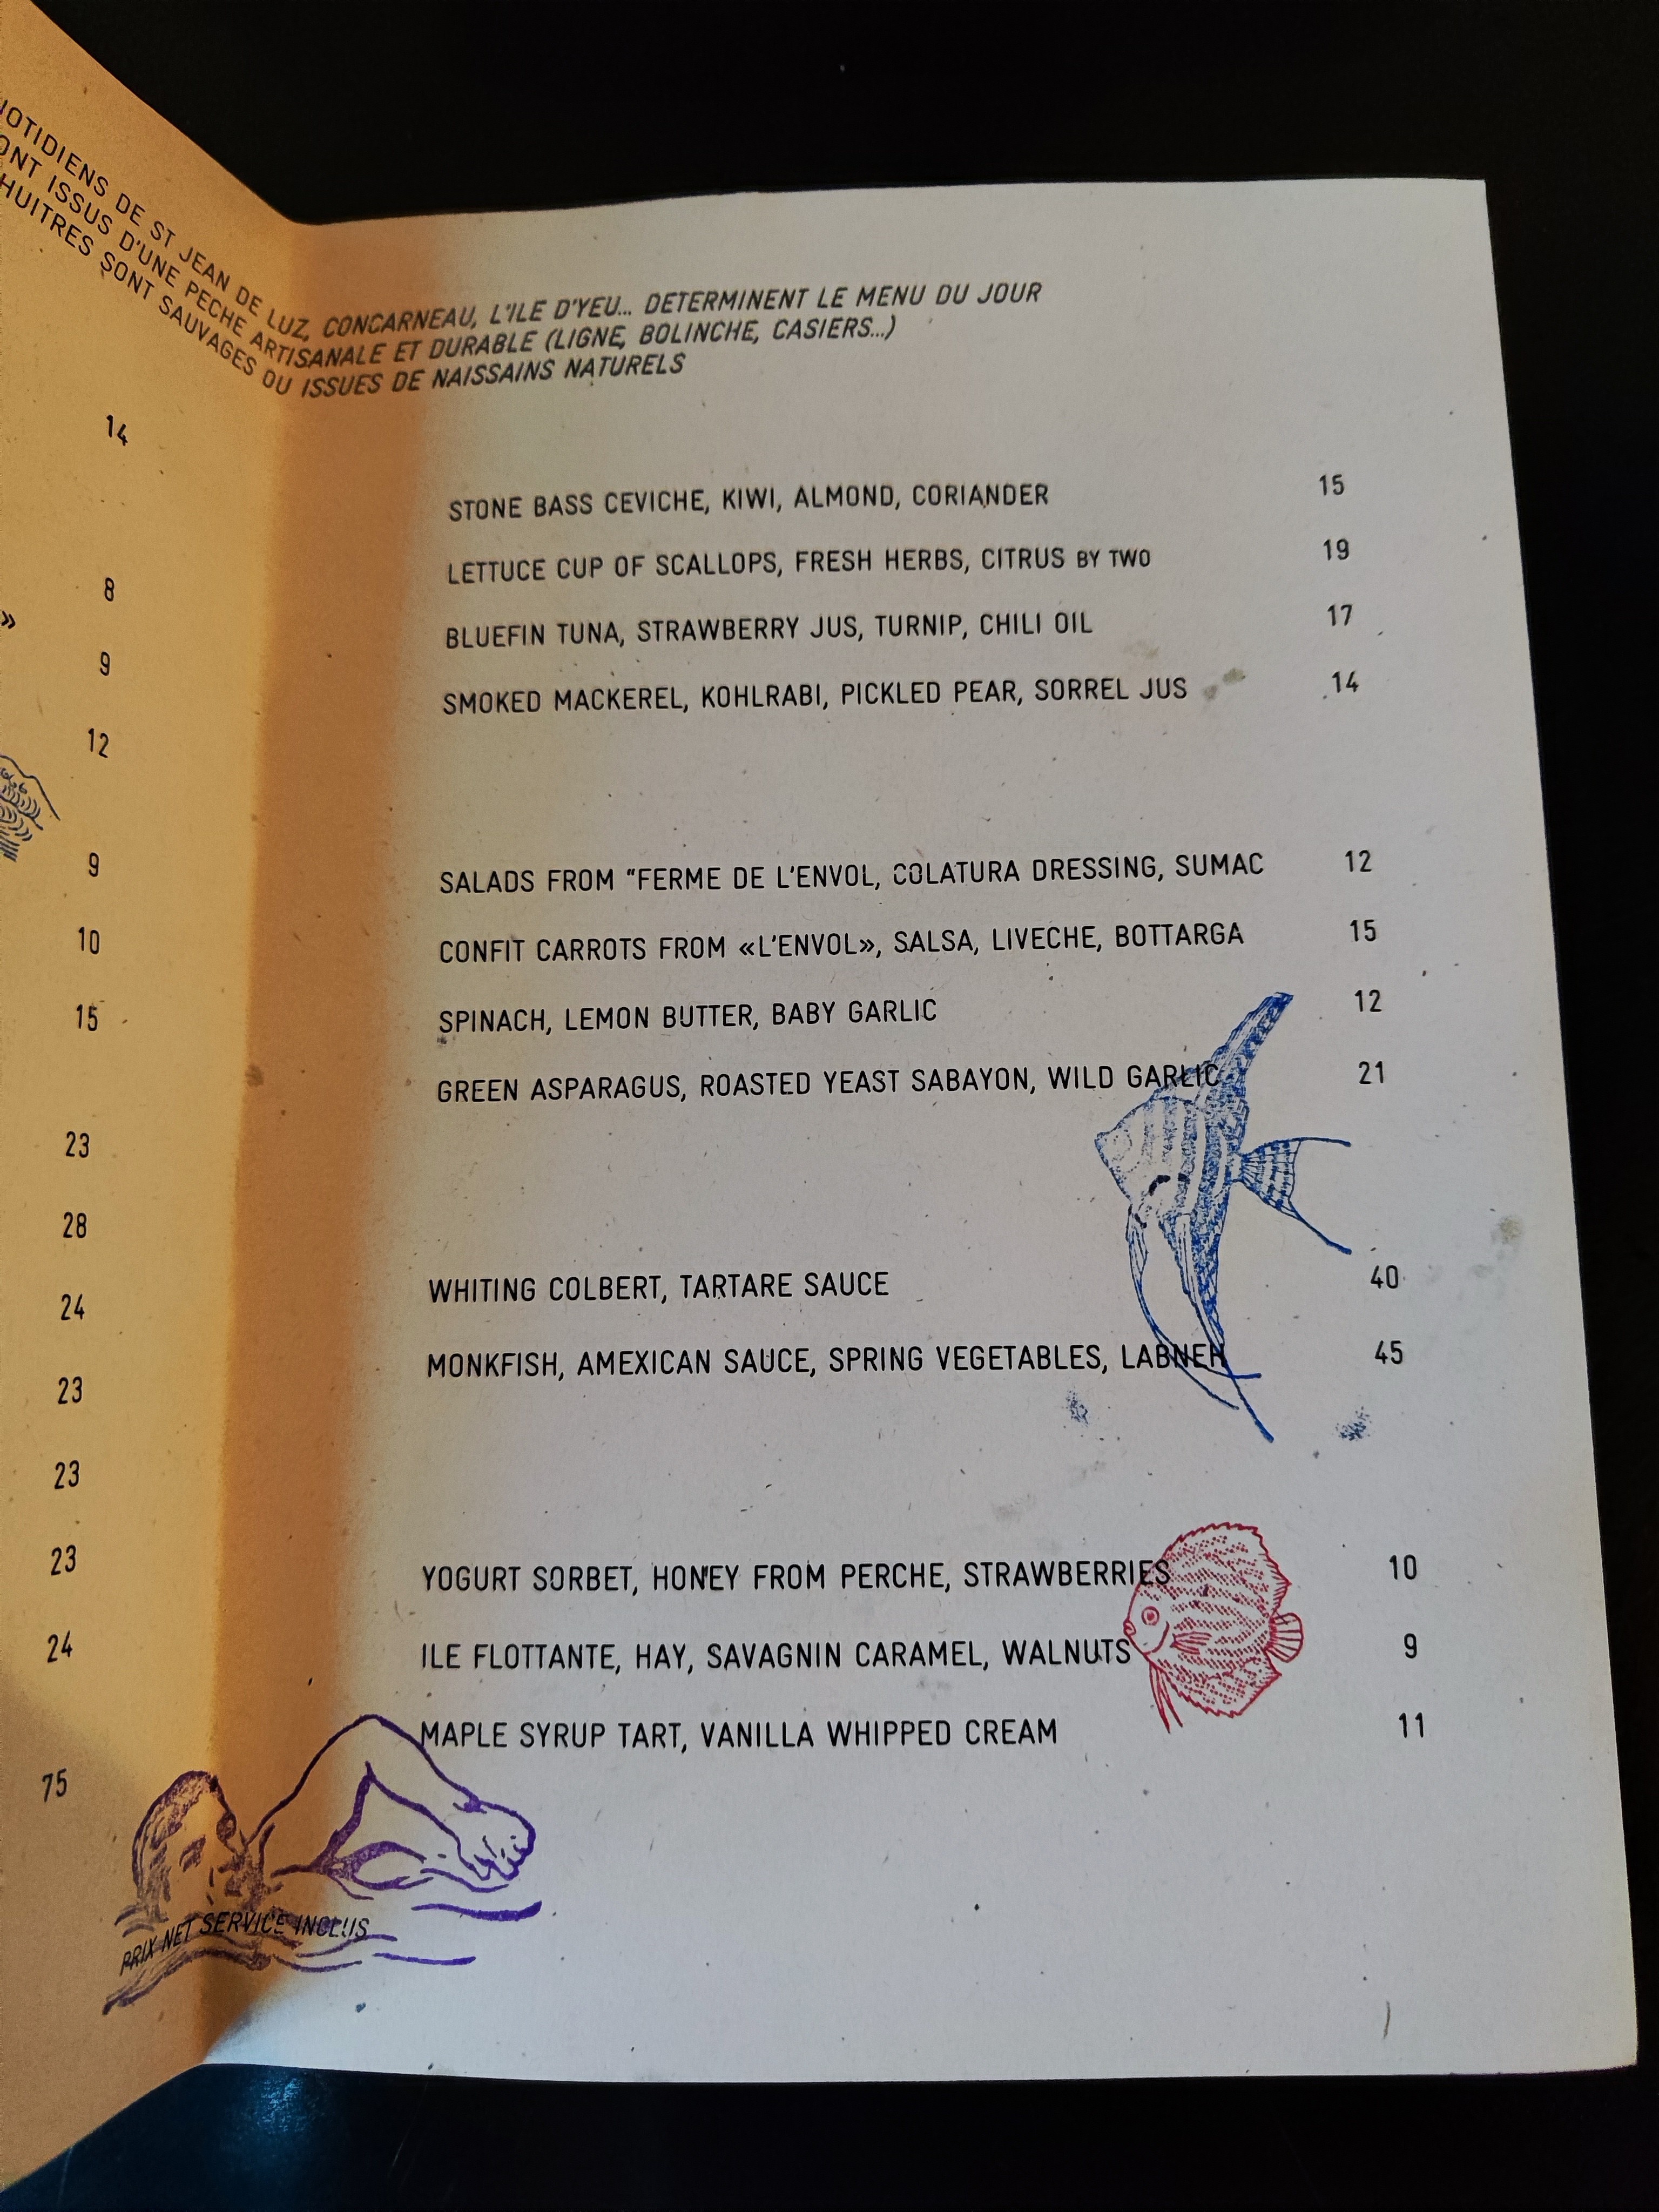 DE ST JEAN DE LUZ, CONCARNEAU, L'ILE D'YEU... DETERMINENT LE MENU DU JOUR
ISSUS D'UNE PECHE ARTISANALE ET DURABLE (LIGNE, BOLINCHE, CASIERS...)
HUITRES SONT SAUVAGES OU ISSUES DE NAISSAINS NATURELS
14
8
»
9
12
9
10
15
23
28
24
23
23
23
24
75
STONE BASS CEVICHE, KIWI, ALMOND, CORIANDER 15
LETTUCE CUP OF SCALLOPS, FRESH HERBS, CITRUS BY TWO 19
BLUEFIN TUNA, STRAWBERRY JUS, TURNIP, CHILI OIL 17
SMOKED MACKEREL, KOHLRABI, PICKLED PEAR, SORREL JUS 14
SALADS FROM "FERME DE L'ENVOL, COLATURA DRESSING, SUMAC 12
CONFIT CARROTS FROM «L'ENVOL», SALSA, LIVECHE, BOTTARGA 15
SPINACH, LEMON BUTTER, BABY GARLIC 12
GREEN ASPARAGUS, ROASTED YEAST SABAYON, WILD GARLIC 21
WHITING COLBERT, TARTARE SAUCE 40
MONKFISH, AMEXICAN SAUCE, SPRING VEGETABLES, LABNEH 45
YOGURT SORBET, HONEY FROM PERCHE, STRAWBERRIES 10
ILE FLOTTANTE, HAY, SAVAGNIN CARAMEL, WALNUTS 9
MAPLE SYRUP TART, VANILLA WHIPPED CREAM 11
PRIX NET SERVICE INCLUS